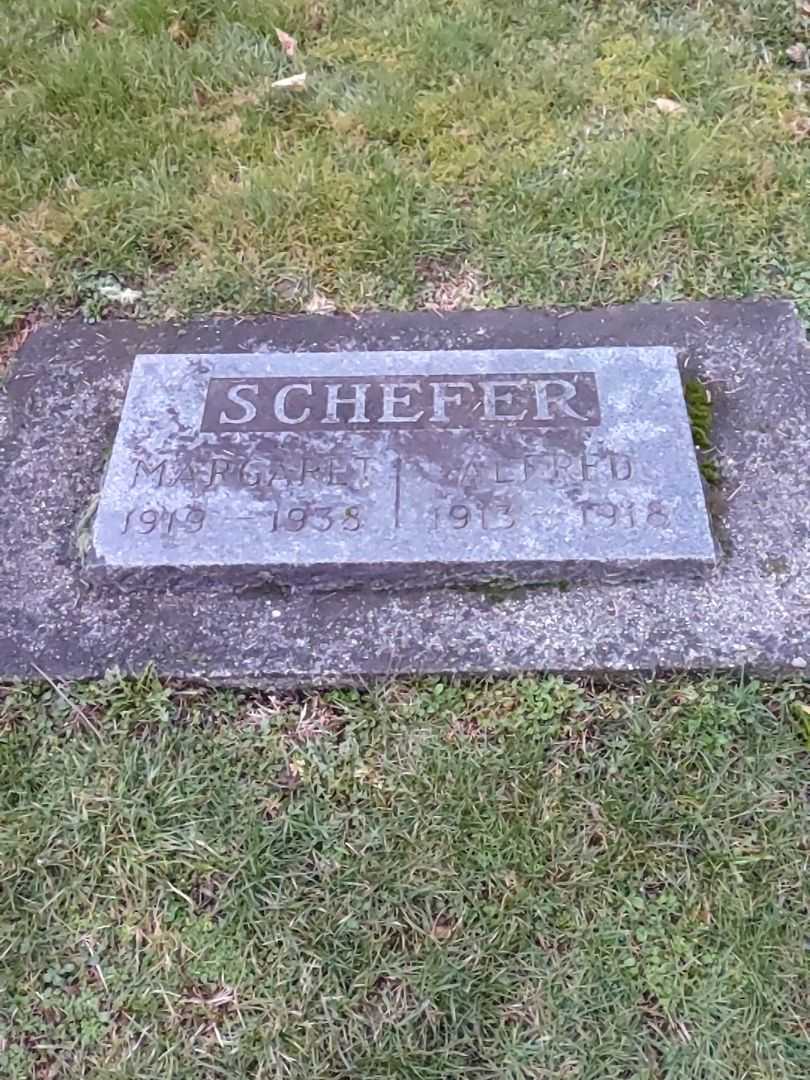 SCHEFER
MARGARET ALFRED
1919 — 1938 1913 — 1918